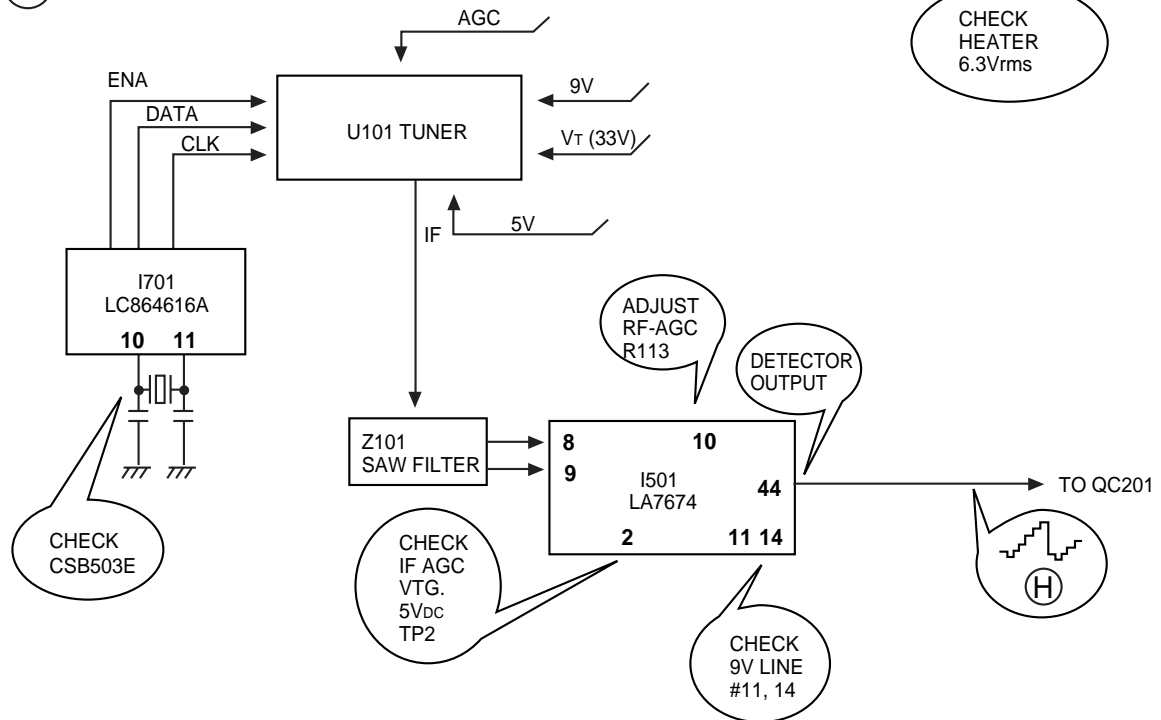 AGC
CHECK
HEATER
6.3Vrms
ENA
DATA
CLK
U101 TUNER
9V
VT (33V)
5V
IF
I701
LC864616A
10 11
CHECK
CSB503E
ADJUST
RF-AGC
R113
DETECTOR
OUTPUT
Z101
SAW FILTER
8
9
10
I501
LA7674
44
2
11 14
TO QC201
CHECK
IF AGC
VTG.
5VDC
TP2
CHECK
9V LINE
#11, 14
H